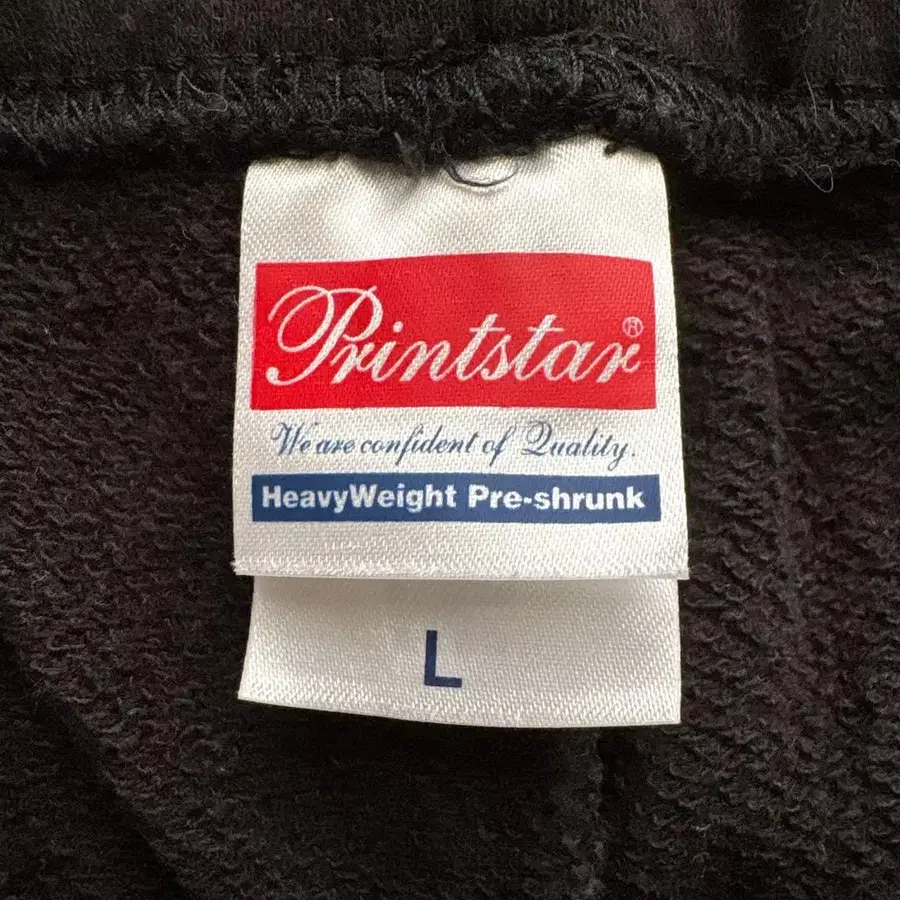 Printstar®
We are confident of Quality.
HeavyWeight Pre-shrunk
L